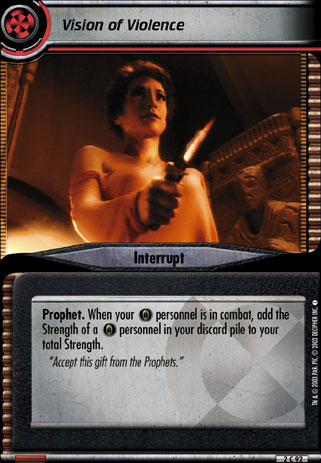 Vision of Violence
Interrupt
Prophet. When your personnel is in combat, add the
Strength of a personnel in your discard pile to your
total Strength.
"Accept this gift from the Prophets."
TM & © 2003 PAR. PIC. © 2003 DECIPHER INC.
2 C 92